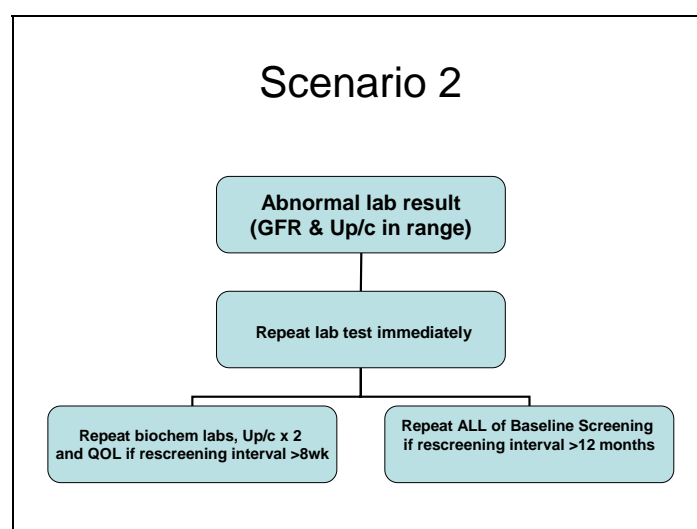 Scenario 2
Abnormal lab result
(GFR & Up/c in range)
Repeat lab test immediately
Repeat biochem labs, Up/c x 2
and QOL if rescreening interval >8wk
Repeat ALL of Baseline Screening
if rescreening interval >12 months